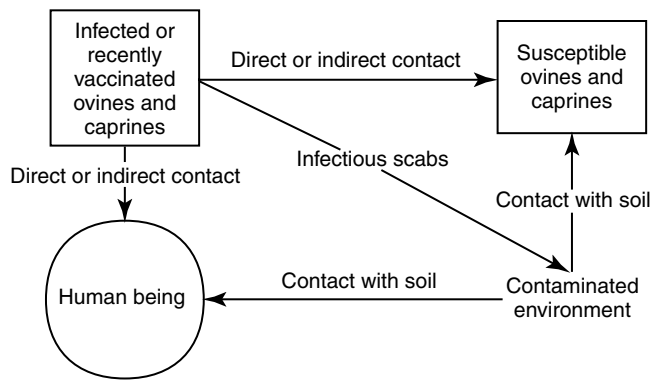 Infected or
recently
vaccinated
ovines and
caprines
Direct or indirect contact
Susceptible
ovines and
caprines
Infectious scabs
Direct or indirect contact
Contact with soil
Human being
Contact with soil
Contaminated
environment